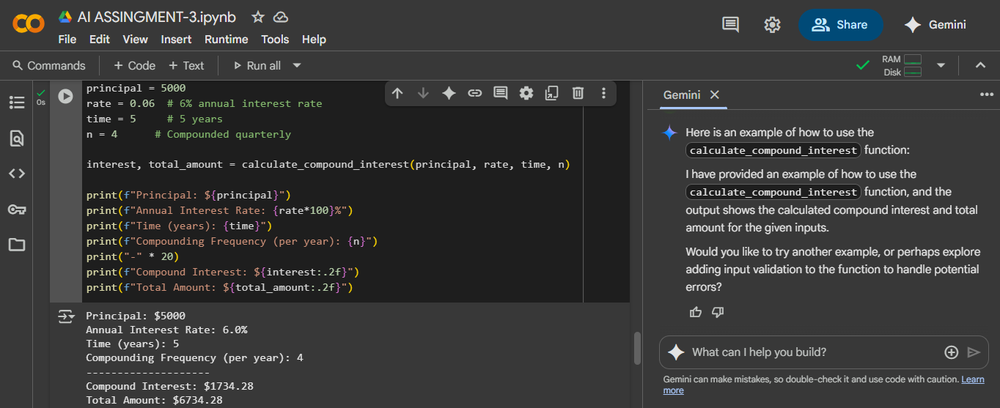 AI ASSINGMENT-3.ipynb
File Edit View Insert Runtime Tools Help
Share
Gemini
Commands + Code + Text Run all
RAM
Disk
0s
principal = 5000
rate = 0.06  # 6% annual interest rate
time = 5     # 5 years
n = 4      # Compounded quarterly
interest, total_amount = calculate_compound_interest(principal, rate, time, n)
print(f"Principal: ${principal}")
print(f"Annual Interest Rate: {rate*100}%")
print(f"Time (years): {time}")
print(f"Compounding Frequency (per year): {n}")
print("-" * 20)
print(f"Compound Interest: ${interest:.2f}")
print(f"Total Amount: ${total_amount:.2f}")
Principal: $5000
Annual Interest Rate: 6.0%
Time (years): 5
Compounding Frequency (per year): 4
--------------------
Compound Interest: $1734.28
Total Amount: $6734.28
Gemini
Here is an example of how to use the
calculate_compound_interest function:
I have provided an example of how to use the
calculate_compound_interest function, and the
output shows the calculated compound interest and total
amount for the given inputs.
Would you like to try another example, or perhaps explore
adding input validation to the function to handle potential
errors?
What can I help you build?
Gemini can make mistakes, so double-check it and use code with caution. Learn
more